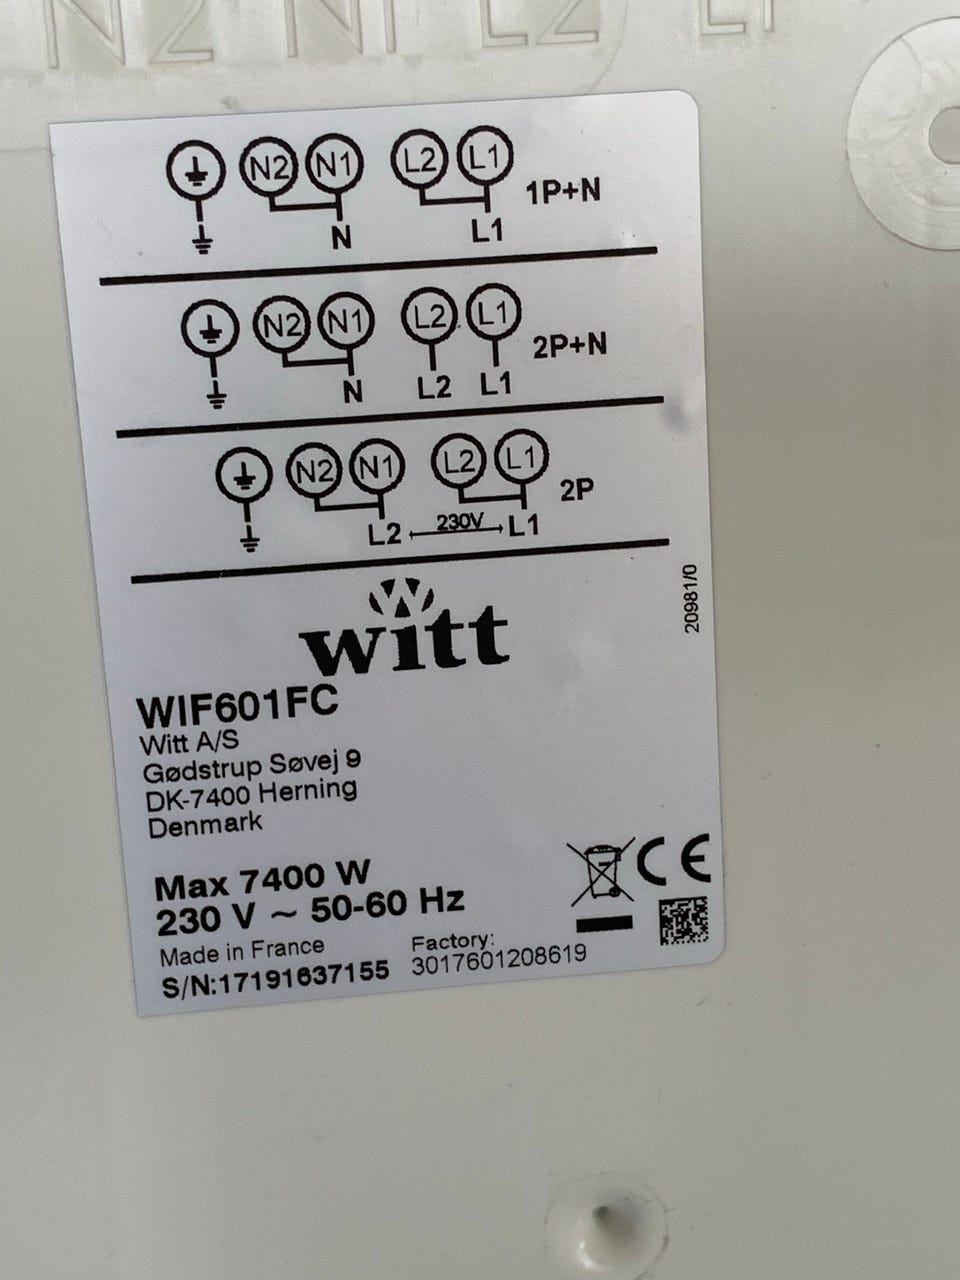 N2 N1 L2 L1
N2 N1 L2 L1 1P+N
N L1
N2 N1 L2 L1 2P+N
N L2 L1
N2 N1 L2 L1 2P
L2 230V L1
20981/0
W
witt
WIF601FC
Witt A/S
Gødstrup Søvej 9
DK-7400 Herning
Denmark
Max 7400 W
230 V ~ 50-60 Hz
CE
Made in France
Factory:
S/N:17191637155
3017601208619